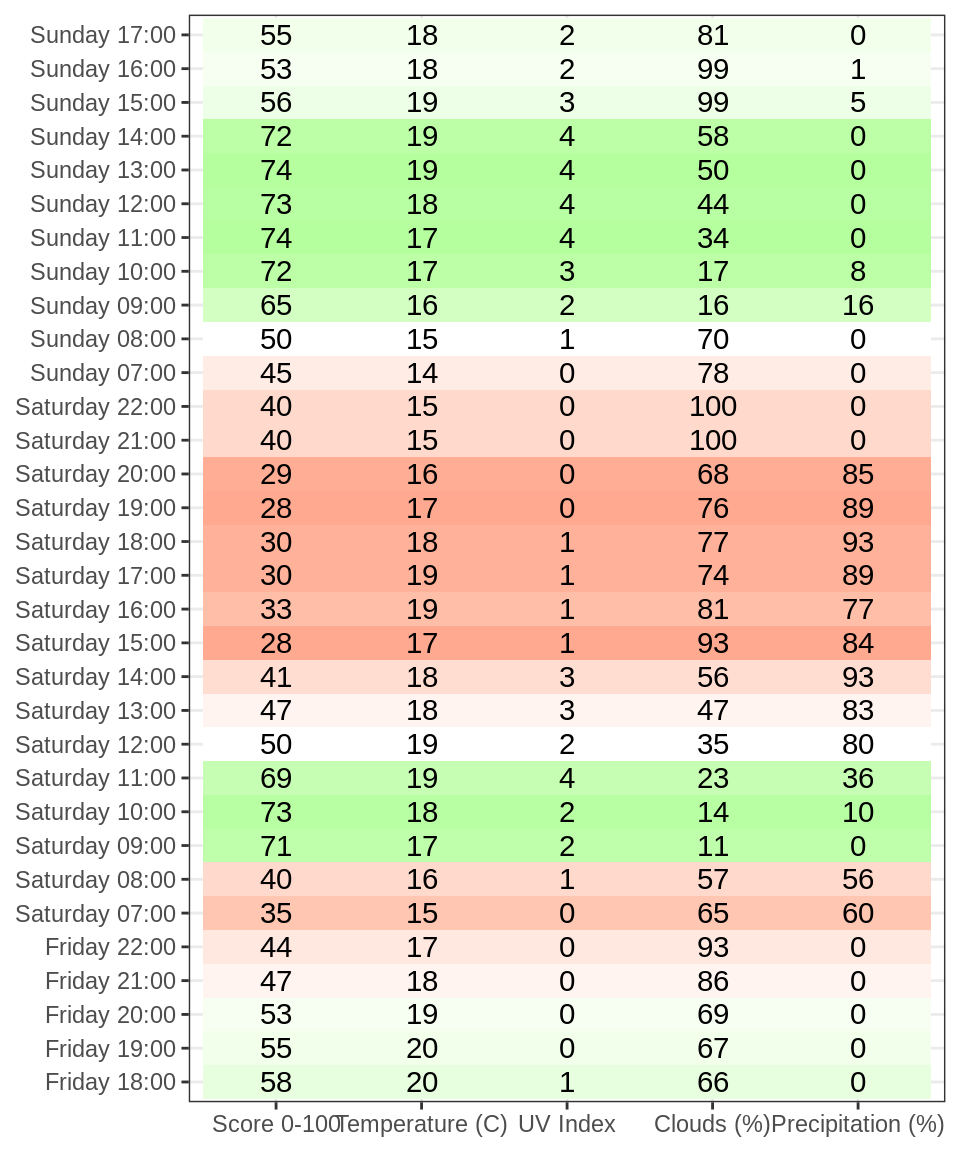 Sunday 17:00 55 18 2 81 0
Sunday 16:00 53 18 2 99 1
Sunday 15:00 56 19 3 99 5
Sunday 14:00 72 19 4 58 0
Sunday 13:00 74 19 4 50 0
Sunday 12:00 73 18 4 44 0
Sunday 11:00 74 17 4 34 0
Sunday 10:00 72 17 3 17 8
Sunday 09:00 65 16 2 16 16
Sunday 08:00 50 15 1 70 0
Sunday 07:00 45 14 0 78 0
Saturday 22:00 40 15 0 100 0
Saturday 21:00 40 15 0 100 0
Saturday 20:00 29 16 0 68 85
Saturday 19:00 28 17 0 76 89
Saturday 18:00 30 18 1 77 93
Saturday 17:00 30 19 1 74 89
Saturday 16:00 33 19 1 81 77
Saturday 15:00 28 17 1 93 84
Saturday 14:00 41 18 3 56 93
Saturday 13:00 47 18 3 47 83
Saturday 12:00 50 19 2 35 80
Saturday 11:00 69 19 4 23 36
Saturday 10:00 73 18 2 14 10
Saturday 09:00 71 17 2 11 0
Saturday 08:00 40 16 1 57 56
Saturday 07:00 35 15 0 65 60
Friday 22:00 44 17 0 93 0
Friday 21:00 47 18 0 86 0
Friday 20:00 53 19 0 69 0
Friday 19:00 55 20 0 67 0
Friday 18:00 58 20 1 66 0
Score 0-100 Temperature (C) UV Index Clouds (%) Precipitation (%)